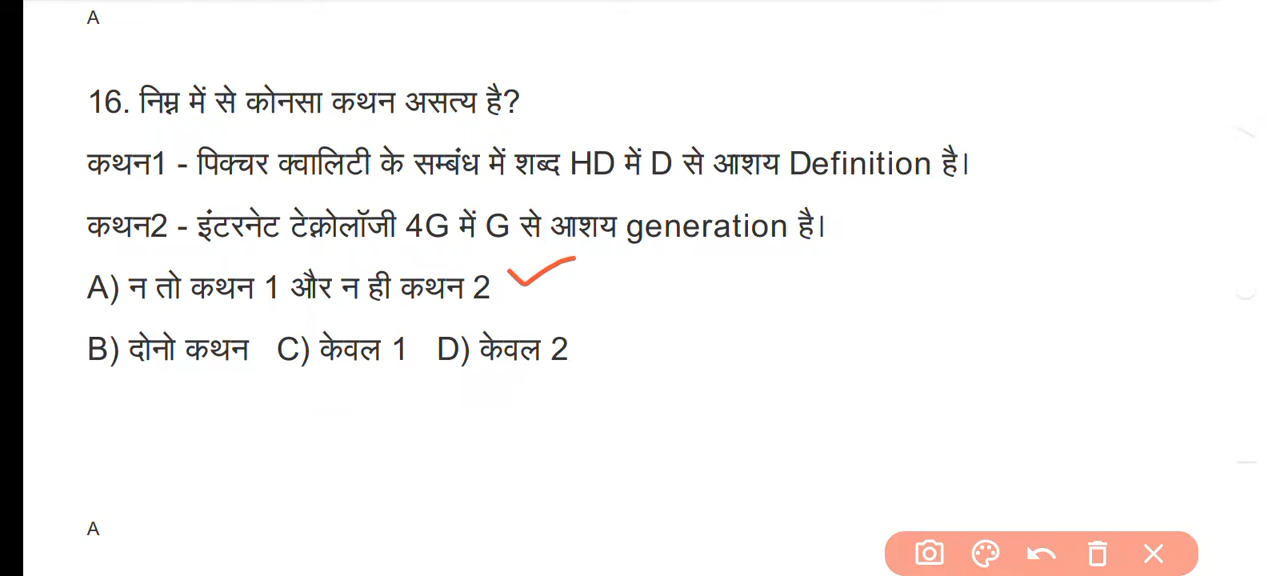 A
16. निम्न में से कोनसा कथन असत्य है?
कथन1 - पिक्चर क्वालिटी के सम्बंध में शब्द HD में D से आशय Definition है।
कथन2 - इंटरनेट टेक्नोलॉजी 4G में G से आशय generation है।
A) न तो कथन 1 और न ही कथन 2
B) दोनो कथन C) केवल 1 D) केवल 2
A